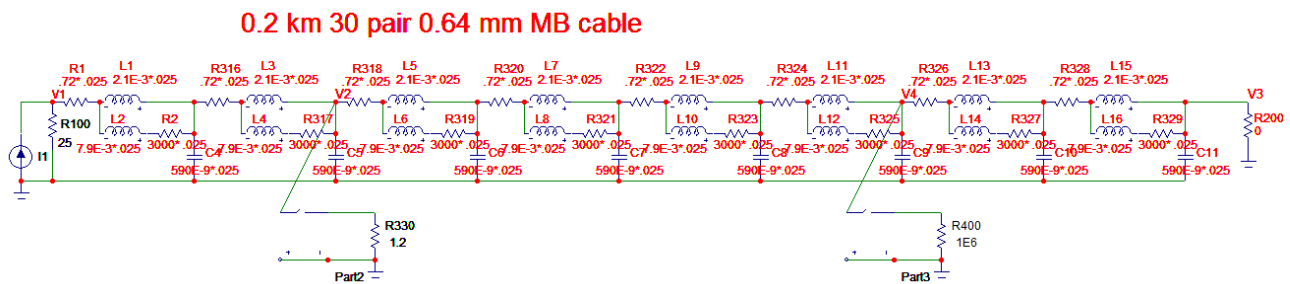 0.2 km 30 pair 0.64 mm MB cable
L1 L3 L5 L7 L9 L11 L13 L15
R1 R316 R318 R320 R322 R324 R326 R328
.72*.025 2.1E-3*.025 .72*.025 2.1E-3*.025 .72*.025 2.1E-3*.025 .72*.025 2.1E-3*.025 .72*.025 2.1E-3*.025 .72*.025 2.1E-3*.025 .72*.025 2.1E-3*.025 .72*.025 2.1E-3*.025
V1 V2 V4 V3
R100 L2 R2 L4 R317 L6 R319 L8 R321 L10 R323 L12 R325 L14 R327 L16 R329 R200
25 0
7.9E-3*.025 3000*.025 7.9E-3*.025 3000*.025 7.9E-3*.025 3000*.025 7.9E-3*.025 3000*.025 7.9E-3*.025 3000*.025 7.9E-3*.025 3000*.025 7.9E-3*.025 3000*.025 7.9E-3*.025 3000*.025
I1 C4 C5 C6 C7 C8 C9 C10 C11
590E-9*.025 590E-9*.025 590E-9*.025 590E-9*.025 590E-9*.025 590E-9*.025 590E-9*.025 590E-9*.025
R330 R400
1.2 1E6
+ - + -
Part2 Part3